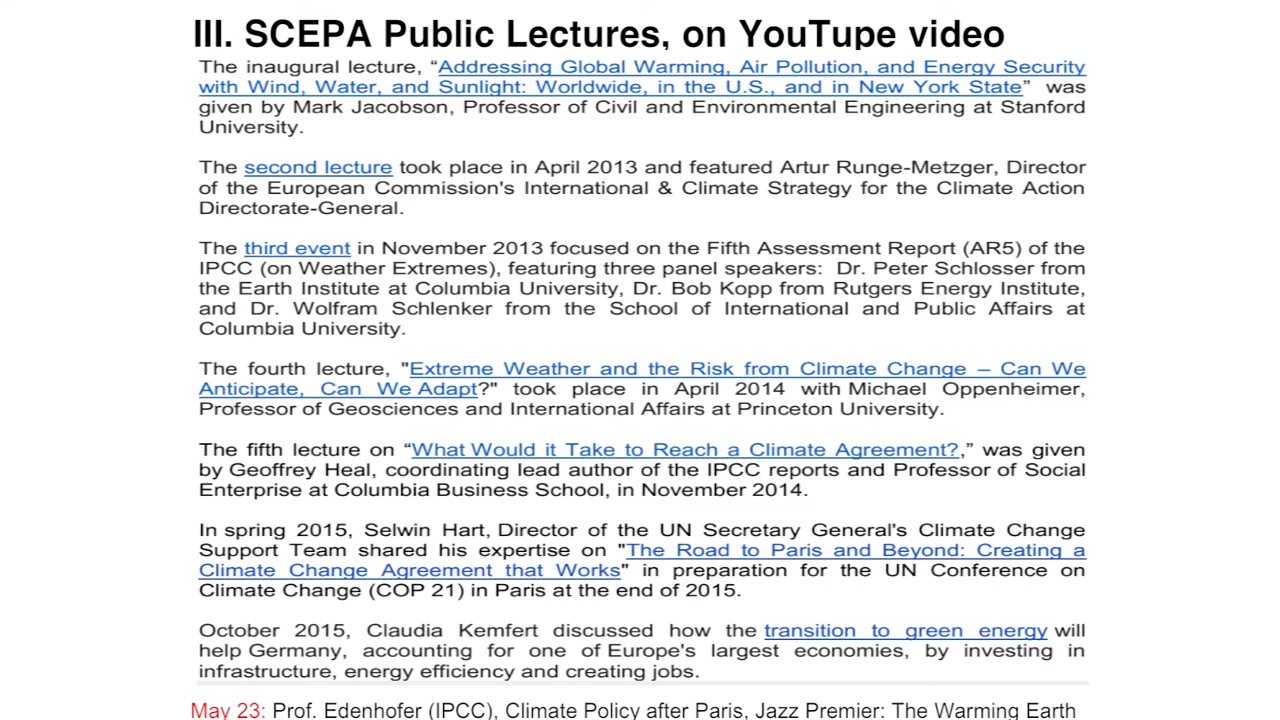 III. SCEPA Public Lectures, on YouTupe video
The inaugural lecture, “Addressing Global Warming, Air Pollution, and Energy Security
with Wind, Water, and Sunlight: Worldwide, in the U.S., and in New York State” was
given by Mark Jacobson, Professor of Civil and Environmental Engineering at Stanford
University.
The second lecture took place in April 2013 and featured Artur Runge-Metzger, Director
of the European Commission's International & Climate Strategy for the Climate Action
Directorate-General.
The third event in November 2013 focused on the Fifth Assessment Report (AR5) of the
IPCC (on Weather Extremes), featuring three panel speakers: Dr. Peter Schlosser from
the Earth Institute at Columbia University, Dr. Bob Kopp from Rutgers Energy Institute,
and Dr. Wolfram Schlenker from the School of International and Public Affairs at
Columbia University.
The fourth lecture, "Extreme Weather and the Risk from Climate Change – Can We
Anticipate, Can We Adapt?" took place in April 2014 with Michael Oppenheimer,
Professor of Geosciences and International Affairs at Princeton University.
The fifth lecture on “What Would it Take to Reach a Climate Agreement?,” was given
by Geoffrey Heal, coordinating lead author of the IPCC reports and Professor of Social
Enterprise at Columbia Business School, in November 2014.
In spring 2015, Selwin Hart, Director of the UN Secretary General's Climate Change
Support Team shared his expertise on "The Road to Paris and Beyond: Creating a
Climate Change Agreement that Works" in preparation for the UN Conference on
Climate Change (COP 21) in Paris at the end of 2015.
October 2015, Claudia Kemfert discussed how the transition to green energy will
help Germany, accounting for one of Europe's largest economies, by investing in
infrastructure, energy efficiency and creating jobs.
May 23: Prof. Edenhofer (IPCC), Climate Policy after Paris, Jazz Premier: The Warming Earth